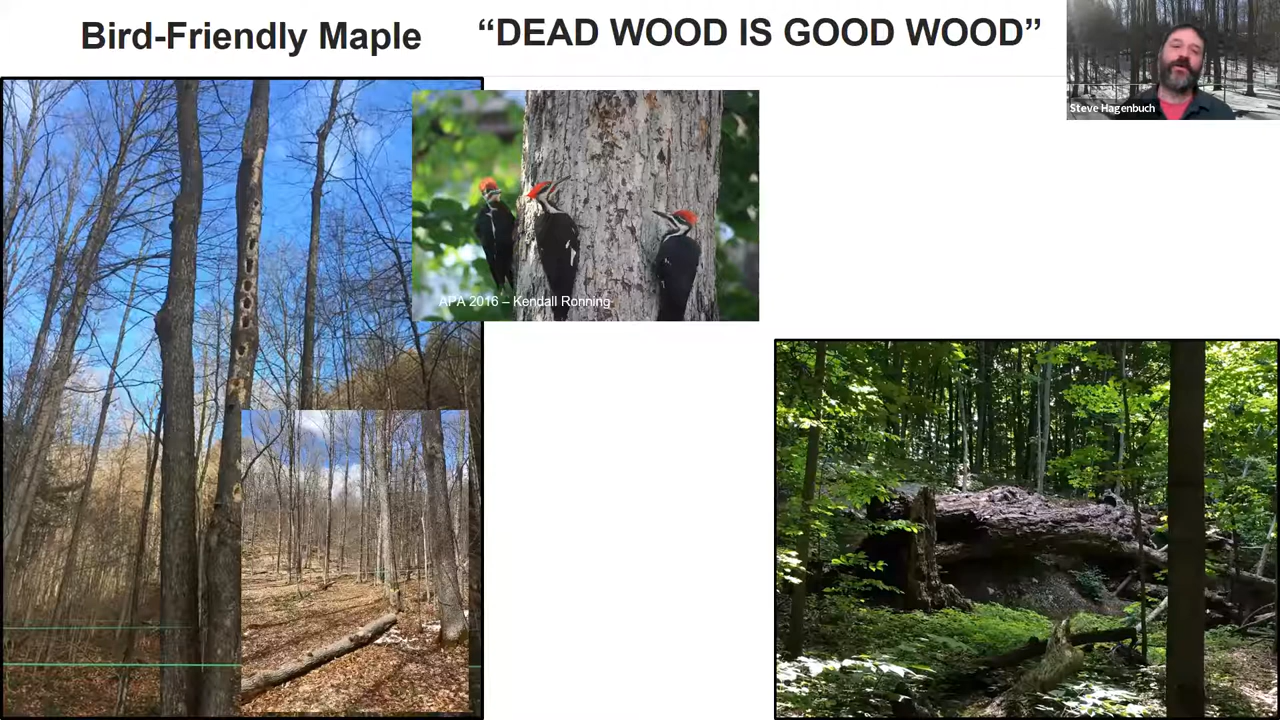 Bird-Friendly Maple
“DEAD WOOD IS GOOD WOOD”
Steve Hagenbuch
APA 2016 – Kendall Ronning